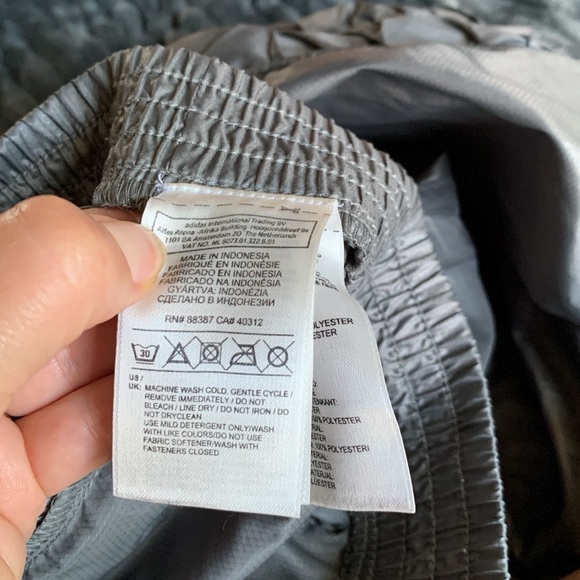 adidas International Trading BV
Atlas Arena -Afrika Building, Hoogoorddreef 9a
1101 BA Amsterdam ZO The Netherlands
VAT NO. NL 8073.01.322.B.01
MADE IN INDONESIA
FABRIQUÉ EN INDONÉSIE
FABRICADO EN INDONESIA
FABRICADO NA INDONÉSIA
GYÁRTVA: INDONÉZIA
СДЕЛАНО В ИНДОНЕЗИИ
RN# 88387 CA# 40312
30
US /
UK: MACHINE WASH COLD, GENTLE CYCLE /
REMOVE IMMEDIATELY / DO NOT
BLEACH / LINE DRY / DO NOT IRON / DO
NOT DRYCLEAN
USE MILD DETERGENT ONLY/WASH
WITH LIKE COLORS/DO NOT USE
FABRIC SOFTENER/WASH WITH
FASTENERS CLOSED
OLYESTER
ESTER
100% POLYESTER
100% POLYESTER/